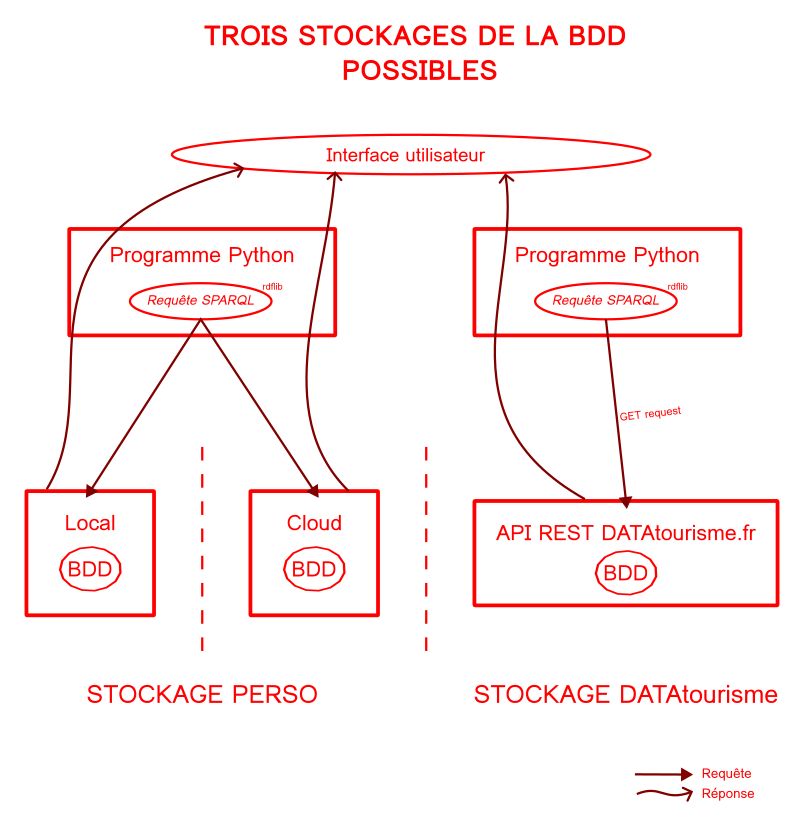 TROIS STOCKAGES DE LA BDD
POSSIBLES
Interface utilisateur
Programme Python
rdflib
Requête SPARQL
Programme Python
rdflib
Requête SPARQL
GET request
Local
BDD
Cloud
BDD
API REST DATAtourisme.fr
BDD
STOCKAGE PERSO
STOCKAGE DATAtourisme
Requête
Réponse